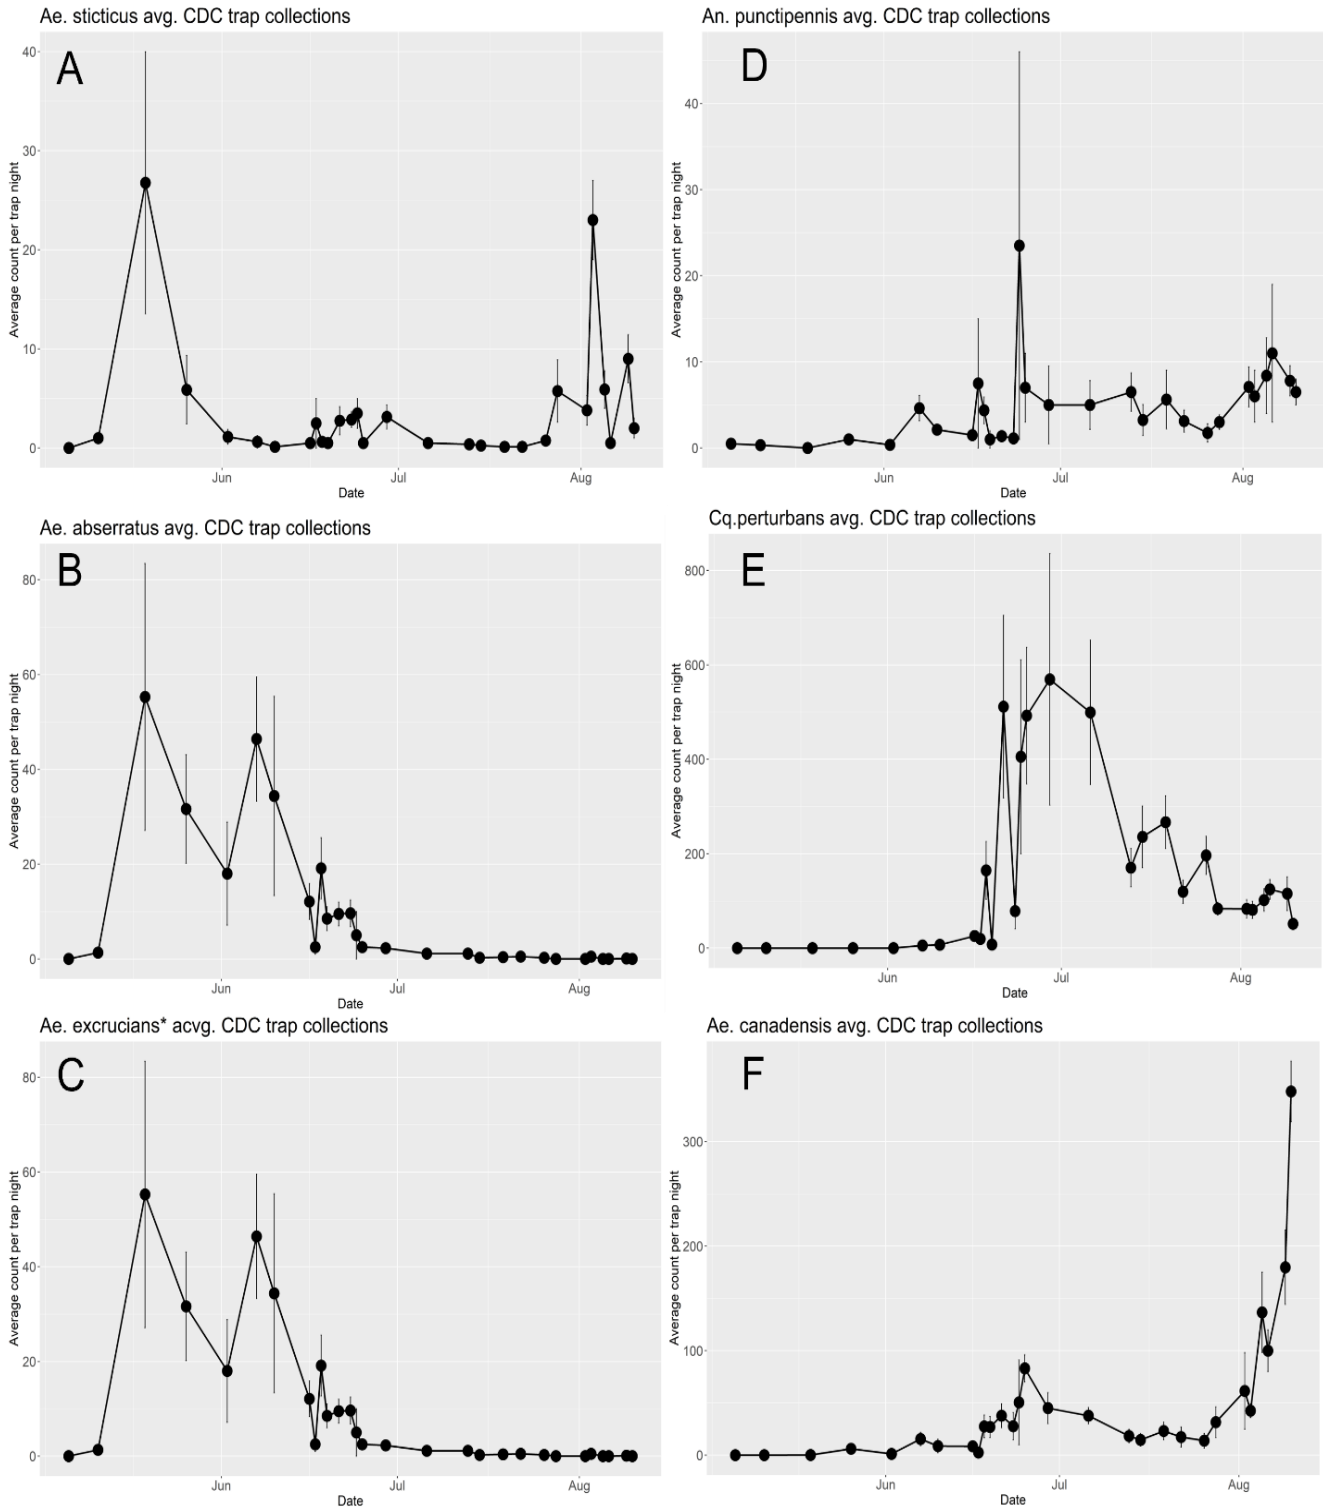 Ae. sticticus avg. CDC trap collections
A
Average count per trap night
40
30
20
10
0
Jun
Jul
Aug
Date
Ae. abserratus avg. CDC trap collections
B
Average count per trap night
80
60
40
20
0
Jun
Jul
Aug
Date
Ae. excrucians* acvg. CDC trap collections
C
Average count per trap night
80
60
40
20
0
Jun
Jul
Aug
Date
An. punctipennis avg. CDC trap collections
D
Average count per trap night
40
30
20
10
0
Jun
Jul
Aug
Date
Cq.perturbans avg. CDC trap collections
E
Average count per trap night
800
600
400
200
0
Jun
Jul
Aug
Date
Ae. canadensis avg. CDC trap collections
F
Average count per trap night
300
200
100
0
Jun
Jul
Aug
Date